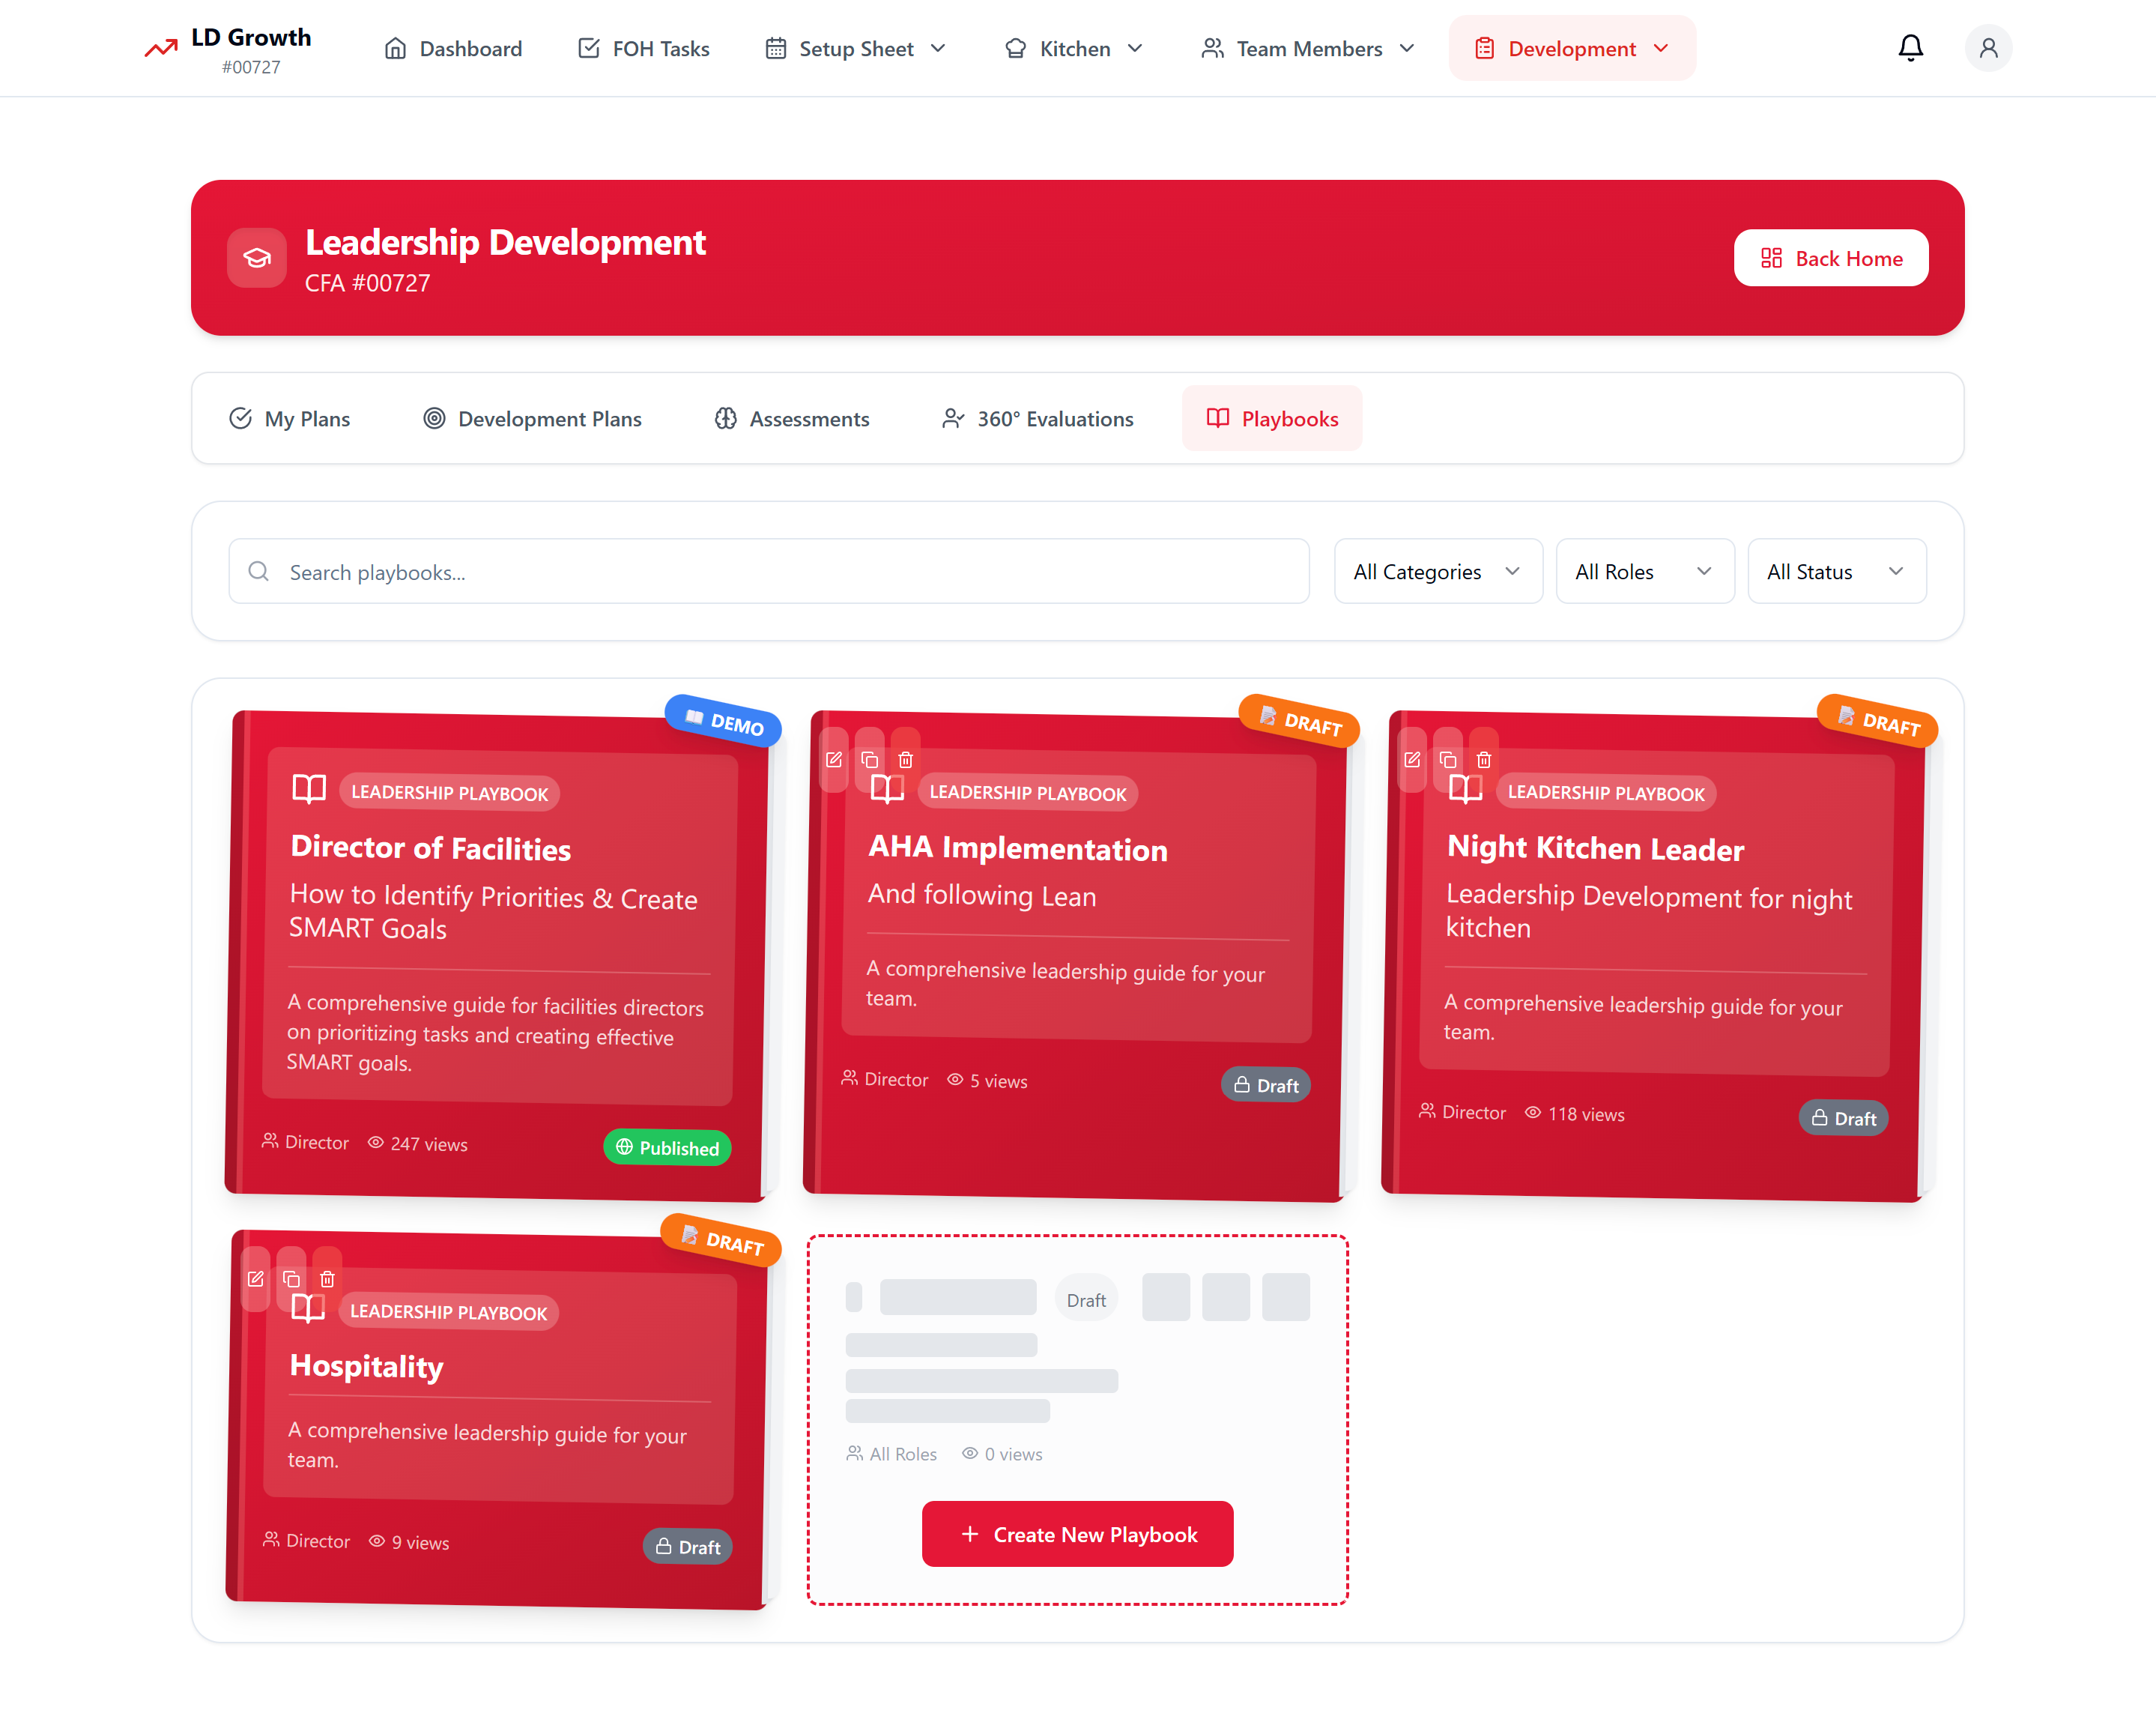 LD Growth
#00727
Dashboard
FOH Tasks
Setup Sheet
Kitchen
Team Members
Development
Leadership Development
CFA #00727
Back Home
My Plans
Development Plans
Assessments
360° Evaluations
Playbooks
Search playbooks...
All Categories
All Roles
All Status
DEMO
LEADERSHIP PLAYBOOK
Director of Facilities
How to Identify Priorities & Create
SMART Goals
A comprehensive guide for facilities directors
on prioritizing tasks and creating effective
SMART goals.
Director
247 views
Published
DRAFT
LEADERSHIP PLAYBOOK
AHA Implementation
And following Lean
A comprehensive leadership guide for your
team.
Director
5 views
Draft
DRAFT
LEADERSHIP PLAYBOOK
Night Kitchen Leader
Leadership Development for night
kitchen
A comprehensive leadership guide for your
team.
Director
118 views
Draft
DRAFT
LEADERSHIP PLAYBOOK
Hospitality
A comprehensive leadership guide for your
team.
Director
9 views
Draft
Draft
All Roles
0 views
Create New Playbook